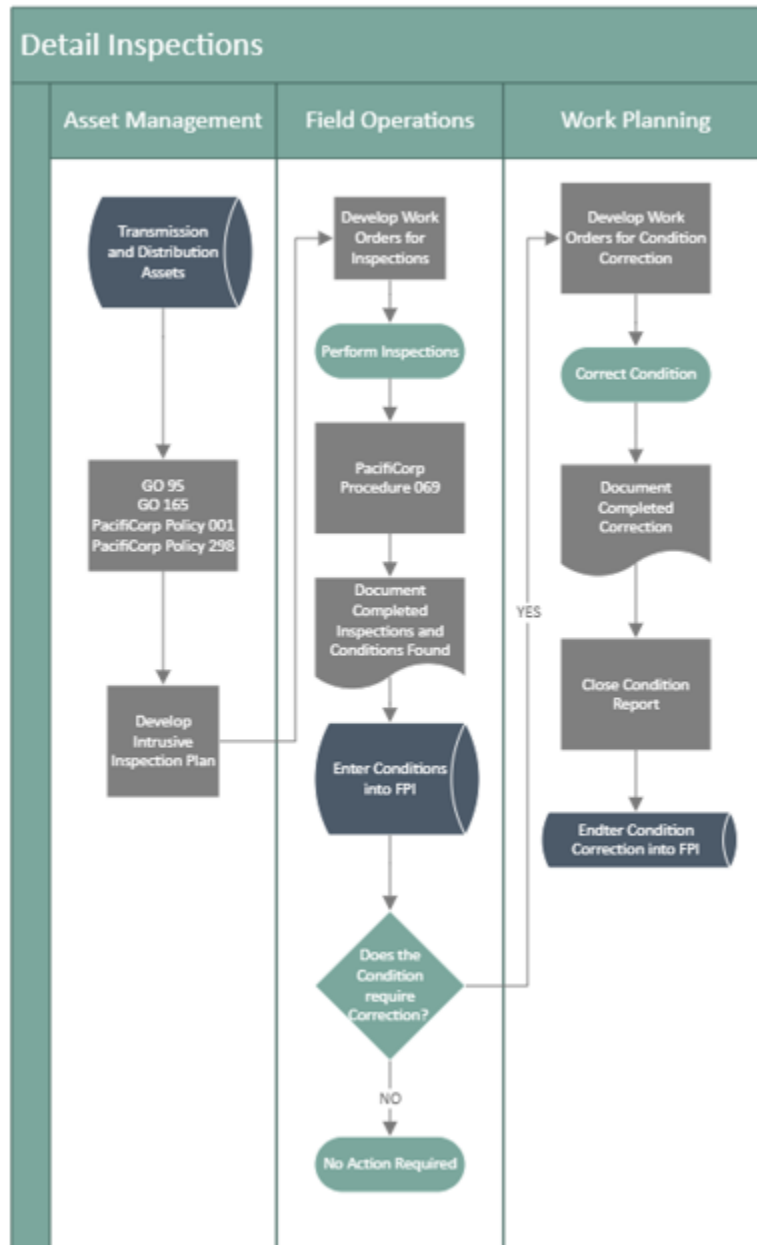 Detail Inspections
Asset Management
Field Operations
Work Planning
Transmission
and Distribution
Assets
GO 95
GO 165
PacifiCorp Policy 001
PacifiCorp Policy 298
Develop
Intrusive
Inspection Plan
Develop Work
Orders for
Inspections
Perform Inspections
PacifiCorp
Procedure 069
Document
Completed
Inspections and
Conditions Found
Enter Conditions
into FPI
Does the
Condition
require
Correction?
NO
No Action Required
YES
Develop Work
Orders for Condition
Correction
Correct Condition
Document
Completed
Correction
Close Condition
Report
Endter Condition
Correction into FPI